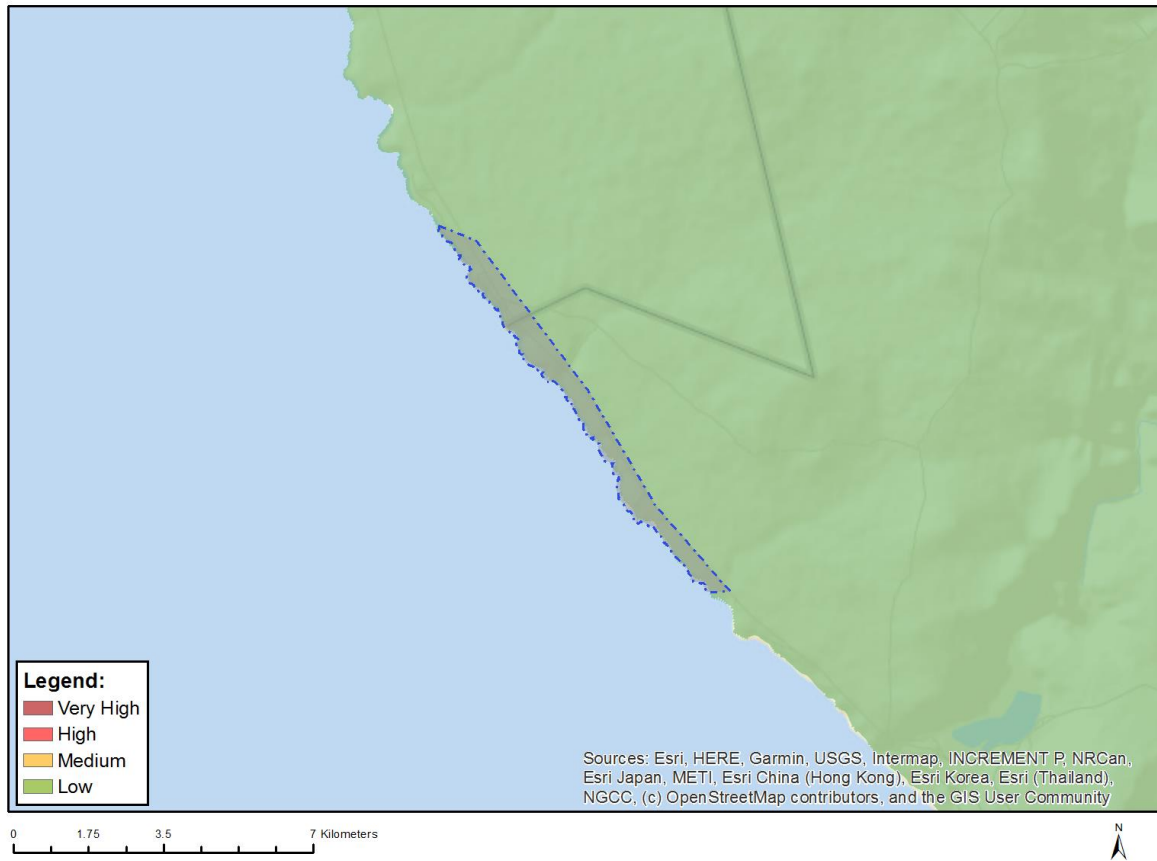 Legend:
Very High
High
Medium
Low
Sources: Esri, HERE, Garmin, USGS, Intermap, INCREMENT P, NRCan,
Esri Japan, METI, Esri China (Hong Kong), Esri Korea, Esri (Thailand),
NGCC, (c) OpenStreetMap contributors, and the GIS User Community
0 1.75 3.5 7 Kilometers
N